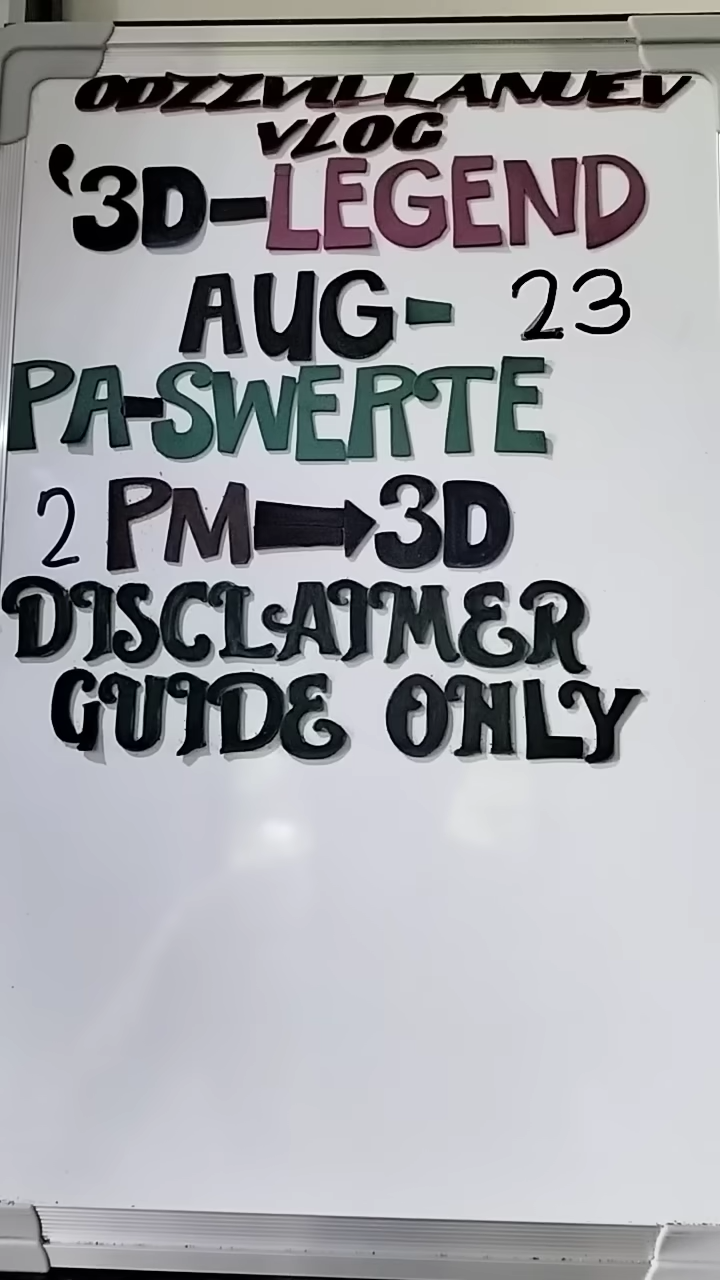 ODZZVILLANUEV
VLOG
'3D-LEGEND
AUG- 23
PA-SWERTE
2 PM➡3D
DISCLAIMER
GUIDE ONLY